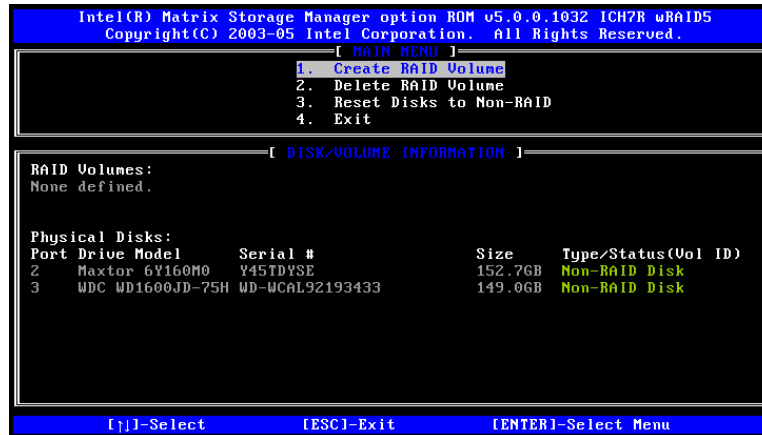 Intel(R) Matrix Storage Manager option ROM v5.0.0.1032 ICH7R wRAID5
Copyright(C) 2003-05 Intel Corporation. All Rights Reserved.
[ MAIN MENU ]
1. Create RAID Volume
2. Delete RAID Volume
3. Reset Disks to Non-RAID
4. Exit
[ DISK/VOLUME INFORMATION ]
RAID Volumes:
None defined.
Physical Disks:
Port Drive Model Serial # Size Type/Status(Vol ID)
2 Maxtor 6Y160M0 Y45TDYSE 152.7GB Non-RAID Disk
3 WDC WD1600JD-75H WD-WCAL92193433 149.0GB Non-RAID Disk
[↑↓]-Select [ESC]-Exit [ENTER]-Select Menu